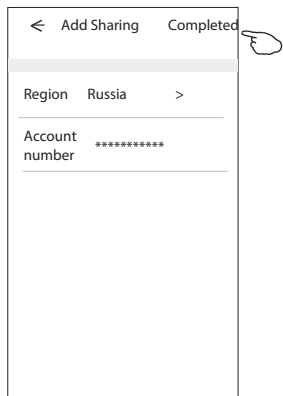 ← Add Sharing Completed
Region Russia >
Account
number ***********